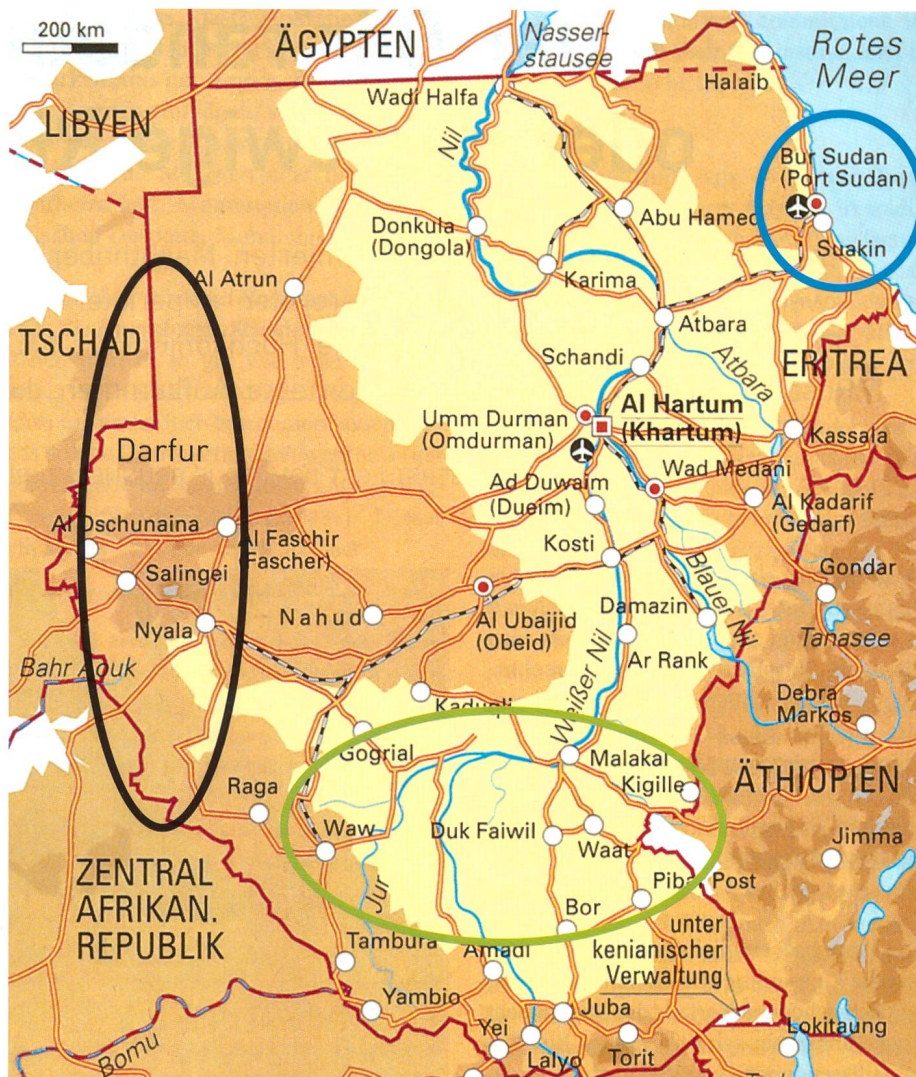 200 km
ÄGYPTEN
Nasser-
stausee
Rotes
Meer
Halaib
Wadi Halfa
LIBYEN
Nil
Bur Sudan
(Port Sudan)
Abu Hamed
Donkula
(Dongola)
Suakin
Al Atrun
Karima
TSCHAD
Atbara
Schandi
Atbara
ERITREA
Al Hartum
(Khartum)
Umm Durman
(Omdurman)
Kassala
Darfur
Wad Medani
Ad Duwaim
(Dueim)
Al Kadarif
(Gedarf)
Al Dschunaina
Al Faschir
(Fascher)
Kosti
Gondar
Salingei
Blauer Nil
Nahud
Al Ubaijid
(Obeid)
Damazin
Nyala
Tanasee
Ar Rank
Bahr Aouk
Weißer Nil
Debra
Markos
Kadugli
Gogrial
Malakal
Kigille
ÄTHIOPIEN
Raga
Waw
Duk Faiwil
Waat
Jimma
ZENTRAL
AFRIKAN.
REPUBLIK
Jur
Pibor Post
Bor
unter
kenianischer
Verwaltung
Tambura
Amadi
Yambio
Juba
Yei
Lokitaung
Bomu
Lalyo
Torit